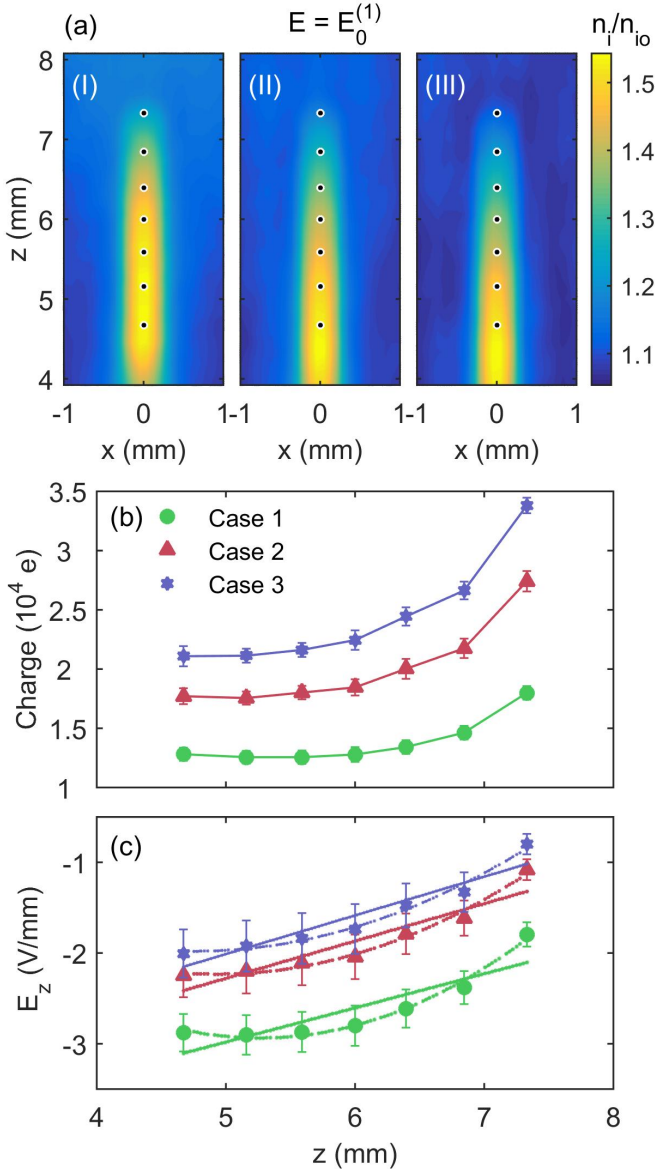 (a) E = E₀⁽¹⁾ nᵢ/nᵢₒ
(I) (II) (III)
8
7
6
5
4
z (mm)
1.5
1.4
1.3
1.2
1.1
-1 0 1 -1 0 1 -1 0 1
x (mm) x (mm) x (mm)
(b)
Case 1
Case 2
Case 3
3.5
3
2.5
2
1.5
1
Charge (10⁴ e)
(c)
-1
-2
-3
E_z (V/mm)
4 5 6 7 8
z (mm)